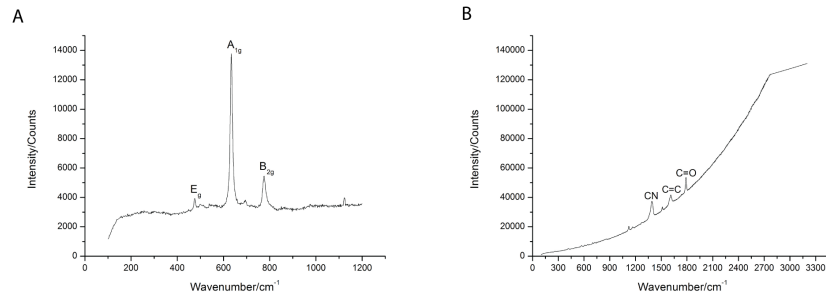 A
14000
12000
10000
8000
6000
4000
2000
0
Intensity/Counts
A1g
Eg
B2g
0 200 400 600 800 1000 1200
Wavenumber/cm-1
B
140000
120000
100000
80000
60000
40000
20000
0
Intensity/Counts
C=O
C=C
CN
0 300 600 900 1200 1500 1800 2100 2400 2700 3000 3300
Wavenumber/cm-1